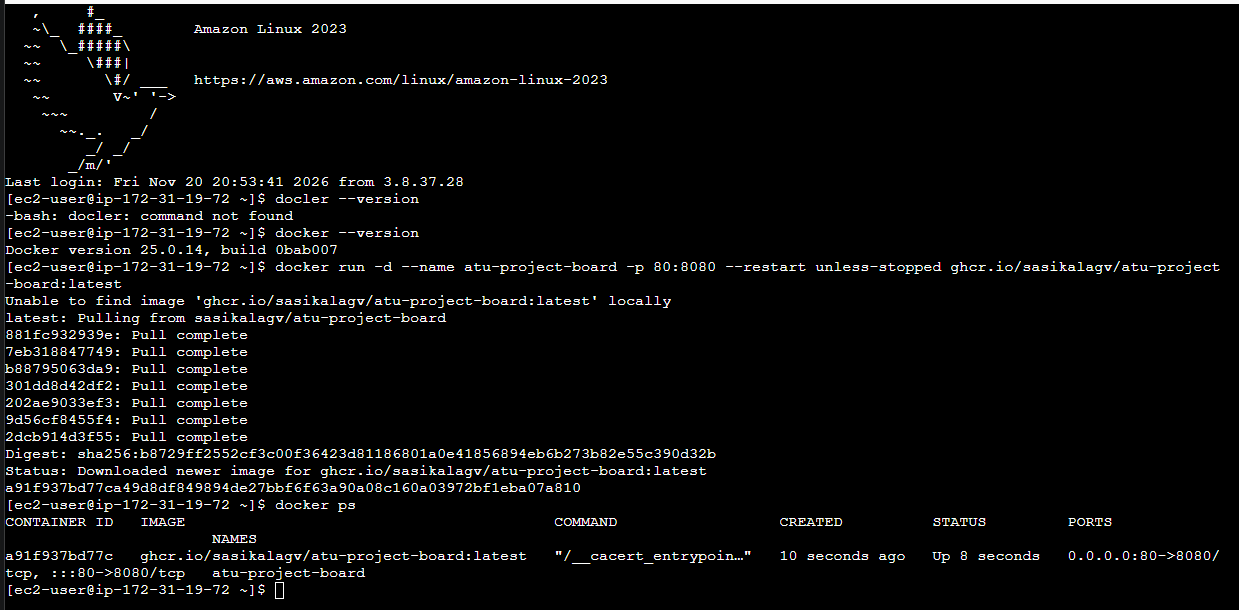 ,     #_
   ~\_  ####_        Amazon Linux 2023
  ~~  \_#####\
  ~~     \###|
  ~~       \#/ ___   https://aws.amazon.com/linux/amazon-linux-2023
   ~~       V~' '->
    ~~~         /
      ~~._.   _/
         _/ _/
       _/m/'
Last login: Fri Nov 20 20:53:41 2026 from 3.8.37.28
[ec2-user@ip-172-31-19-72 ~]$ docler --version
-bash: docler: command not found
[ec2-user@ip-172-31-19-72 ~]$ docker --version
Docker version 25.0.14, build 0bab007
[ec2-user@ip-172-31-19-72 ~]$ docker run -d --name atu-project-board -p 80:8080 --restart unless-stopped ghcr.io/sasikalagv/atu-project
-board:latest
Unable to find image 'ghcr.io/sasikalagv/atu-project-board:latest' locally
latest: Pulling from sasikalagv/atu-project-board
881fc932939e: Pull complete
7eb318847749: Pull complete
b88795063da9: Pull complete
301dd8d42df2: Pull complete
202ae9033ef3: Pull complete
9d56cf8455f4: Pull complete
2dcb914d3f55: Pull complete
Digest: sha256:b8729ff2552cf3c00f36423d81186801a0e41856894eb6b273b82e55c390d32b
Status: Downloaded newer image for ghcr.io/sasikalagv/atu-project-board:latest
a91f937bd77ca49d8df849894de27bbf6f63a90a08c160a03972bf1eba07a810
[ec2-user@ip-172-31-19-72 ~]$ docker ps
CONTAINER ID   IMAGE                                         COMMAND                  CREATED          STATUS         PORTS
                       NAMES
a91f937bd77c   ghcr.io/sasikalagv/atu-project-board:latest   "/__cacert_entrypoin…"   10 seconds ago   Up 8 seconds   0.0.0.0:80->8080/
tcp, :::80->8080/tcp   atu-project-board
[ec2-user@ip-172-31-19-72 ~]$